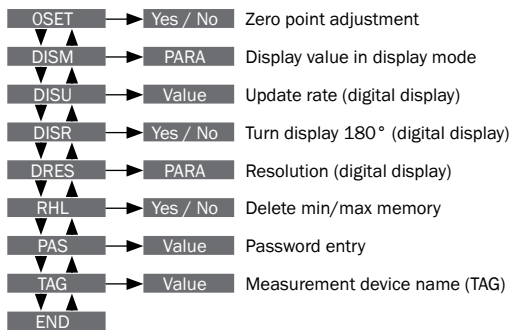 0SET Yes / No Zero point adjustment
DISM PARA Display value in display mode
DISU Value Update rate (digital display)
DISR Yes / No Turn display 180° (digital display)
DRES PARA Resolution (digital display)
RHL Yes / No Delete min/max memory
PAS Value Password entry
TAG Value Measurement device name (TAG)
END